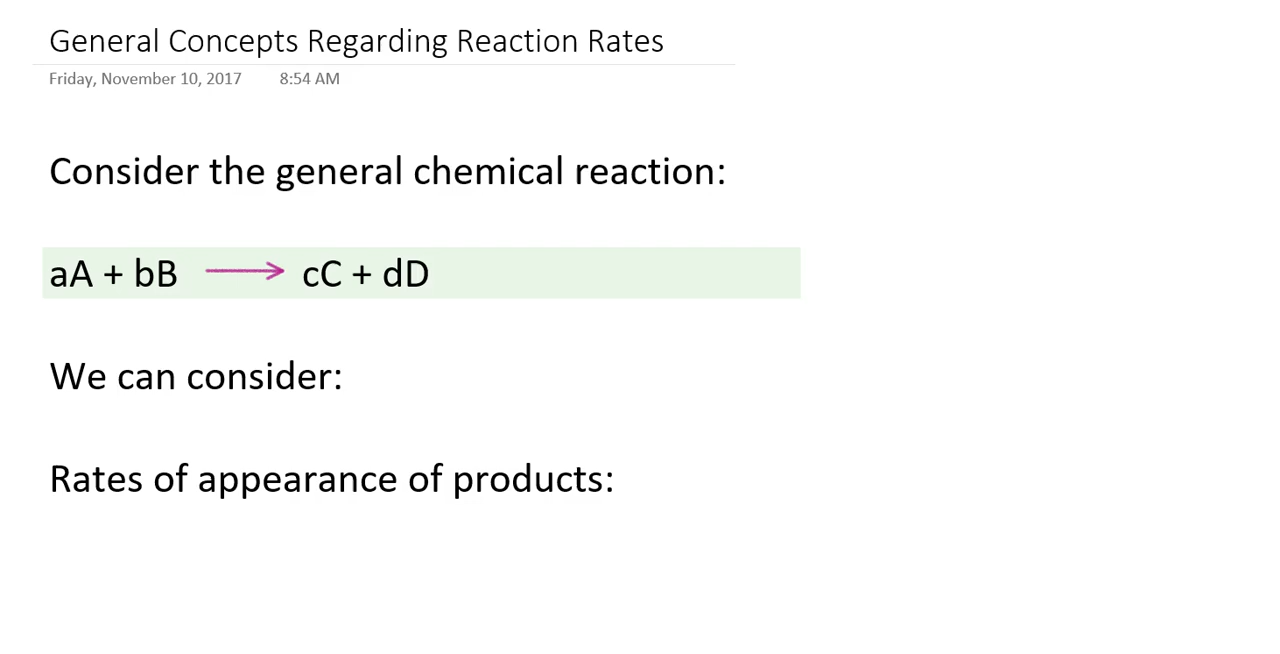 General Concepts Regarding Reaction Rates
Friday, November 10, 2017 8:54 AM
Consider the general chemical reaction:
aA + bB ⟶ cC + dD
We can consider:
Rates of appearance of products: